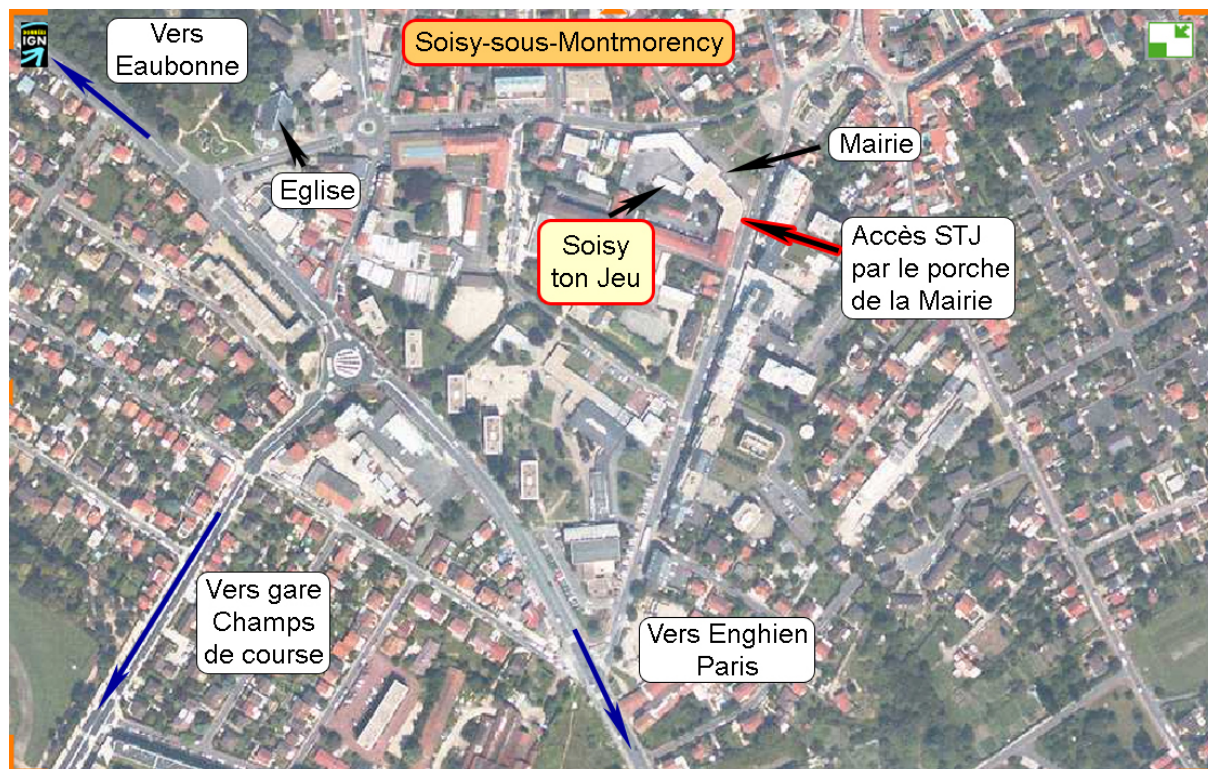 DONNÉES
IGN
Vers
Eaubonne
Soisy-sous-Montmorency
Mairie
Eglise
Soisy
ton Jeu
Accès STJ
par le porche
de la Mairie
Vers gare
Champs
de course
Vers Enghien
Paris